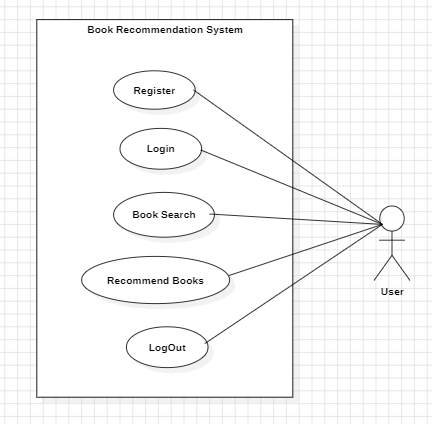 Book Recommendation System
Register
Login
Book Search
Recommend Books
User
LogOut